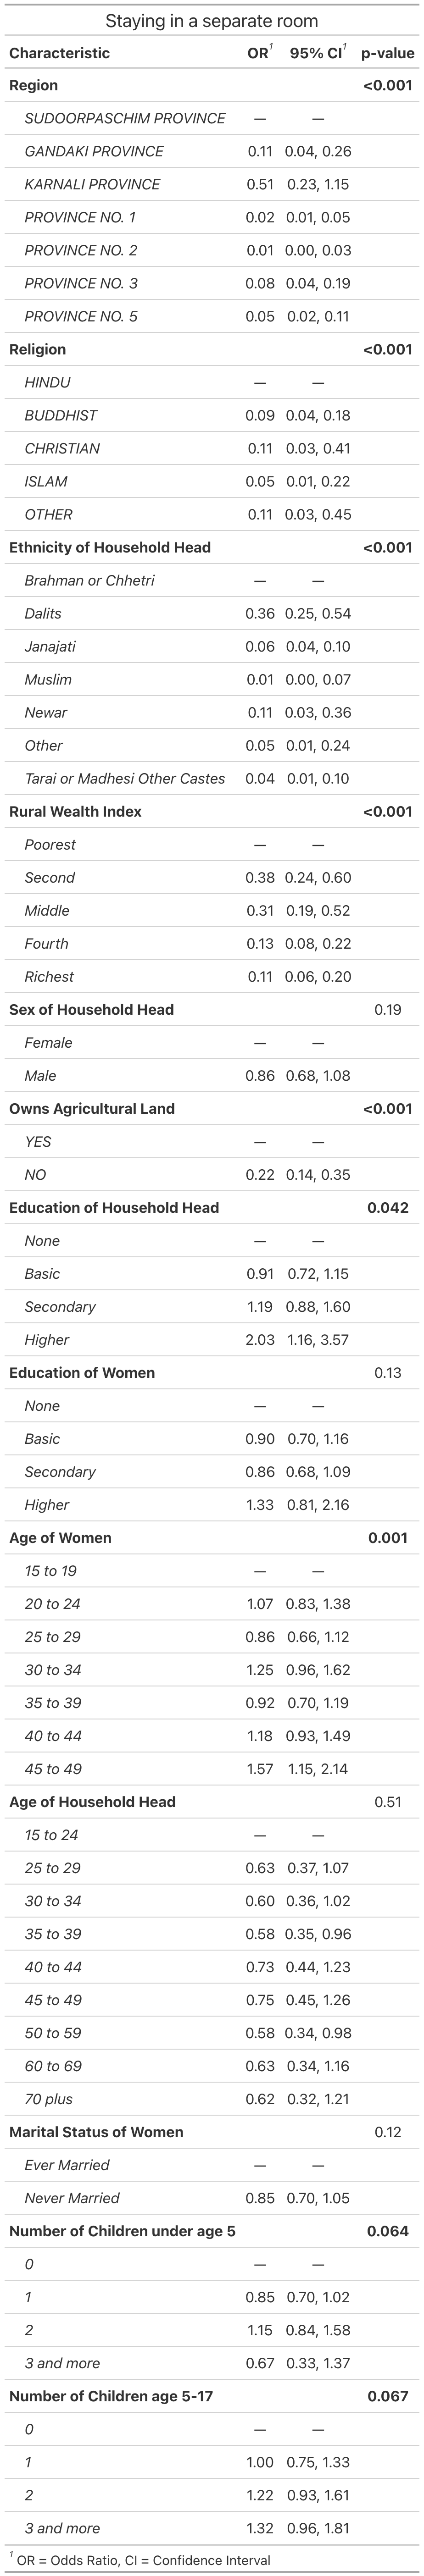 Staying in a separate room
Characteristic OR1 95% CI1 p-value
Region <0.001
SUDOORPASCHIM PROVINCE — —
GANDAKI PROVINCE 0.11 0.04, 0.26
KARNALI PROVINCE 0.51 0.23, 1.15
PROVINCE NO. 1 0.02 0.01, 0.05
PROVINCE NO. 2 0.01 0.00, 0.03
PROVINCE NO. 3 0.08 0.04, 0.19
PROVINCE NO. 5 0.05 0.02, 0.11
Religion <0.001
HINDU — —
BUDDHIST 0.09 0.04, 0.18
CHRISTIAN 0.11 0.03, 0.41
ISLAM 0.05 0.01, 0.22
OTHER 0.11 0.03, 0.45
Ethnicity of Household Head <0.001
Brahman or Chhetri — —
Dalits 0.36 0.25, 0.54
Janajati 0.06 0.04, 0.10
Muslim 0.01 0.00, 0.07
Newar 0.11 0.03, 0.36
Other 0.05 0.01, 0.24
Tarai or Madhesi Other Castes 0.04 0.01, 0.10
Rural Wealth Index <0.001
Poorest — —
Second 0.38 0.24, 0.60
Middle 0.31 0.19, 0.52
Fourth 0.13 0.08, 0.22
Richest 0.11 0.06, 0.20
Sex of Household Head 0.19
Female — —
Male 0.86 0.68, 1.08
Owns Agricultural Land <0.001
YES — —
NO 0.22 0.14, 0.35
Education of Household Head 0.042
None — —
Basic 0.91 0.72, 1.15
Secondary 1.19 0.88, 1.60
Higher 2.03 1.16, 3.57
Education of Women 0.13
None — —
Basic 0.90 0.70, 1.16
Secondary 0.86 0.68, 1.09
Higher 1.33 0.81, 2.16
Age of Women 0.001
15 to 19 — —
20 to 24 1.07 0.83, 1.38
25 to 29 0.86 0.66, 1.12
30 to 34 1.25 0.96, 1.62
35 to 39 0.92 0.70, 1.19
40 to 44 1.18 0.93, 1.49
45 to 49 1.57 1.15, 2.14
Age of Household Head 0.51
15 to 24 — —
25 to 29 0.63 0.37, 1.07
30 to 34 0.60 0.36, 1.02
35 to 39 0.58 0.35, 0.96
40 to 44 0.73 0.44, 1.23
45 to 49 0.75 0.45, 1.26
50 to 59 0.58 0.34, 0.98
60 to 69 0.63 0.34, 1.16
70 plus 0.62 0.32, 1.21
Marital Status of Women 0.12
Ever Married — —
Never Married 0.85 0.70, 1.05
Number of Children under age 5 0.064
0 — —
1 0.85 0.70, 1.02
2 1.15 0.84, 1.58
3 and more 0.67 0.33, 1.37
Number of Children age 5-17 0.067
0 — —
1 1.00 0.75, 1.33
2 1.22 0.93, 1.61
3 and more 1.32 0.96, 1.81
1 OR = Odds Ratio, CI = Confidence Interval